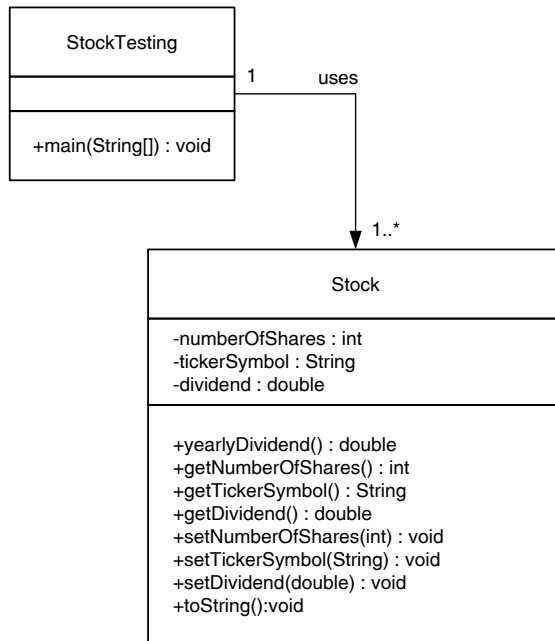 StockTesting
+main(String[]) : void
1
uses
1..*
Stock
-numberOfShares : int
-tickerSymbol : String
-dividend : double
+yearlyDividend() : double
+getNumberOfShares() : int
+getTickerSymbol() : String
+getDividend() : double
+setNumberOfShares(int) : void
+setTickerSymbol(String) : void
+setDividend(double) : void
+toString():void